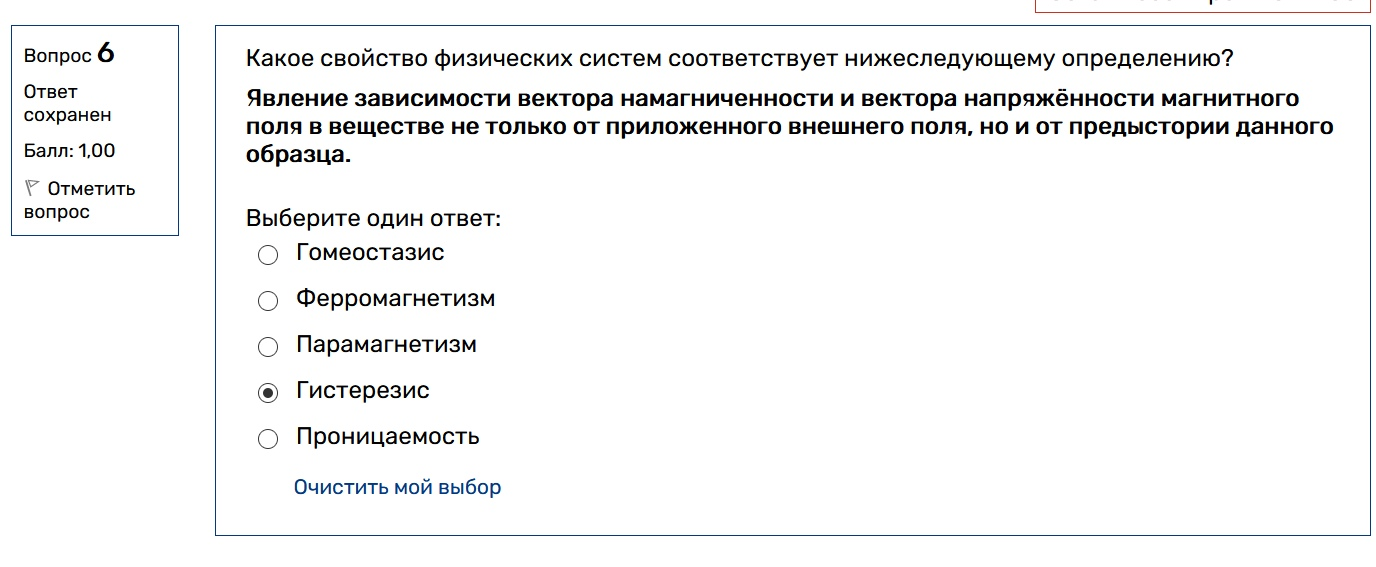 Вопрос 6
Ответ
сохранен
Балл: 1,00
Отметить
вопрос
Какое свойство физических систем соответствует нижеследующему определению?
Явление зависимости вектора намагниченности и вектора напряжённости магнитного
поля в веществе не только от приложенного внешнего поля, но и от предыстории данного
образца.
Выберите один ответ:
Гомеостазис
Ферромагнетизм
Парамагнетизм
Гистерезис
Проницаемость
Очистить мой выбор